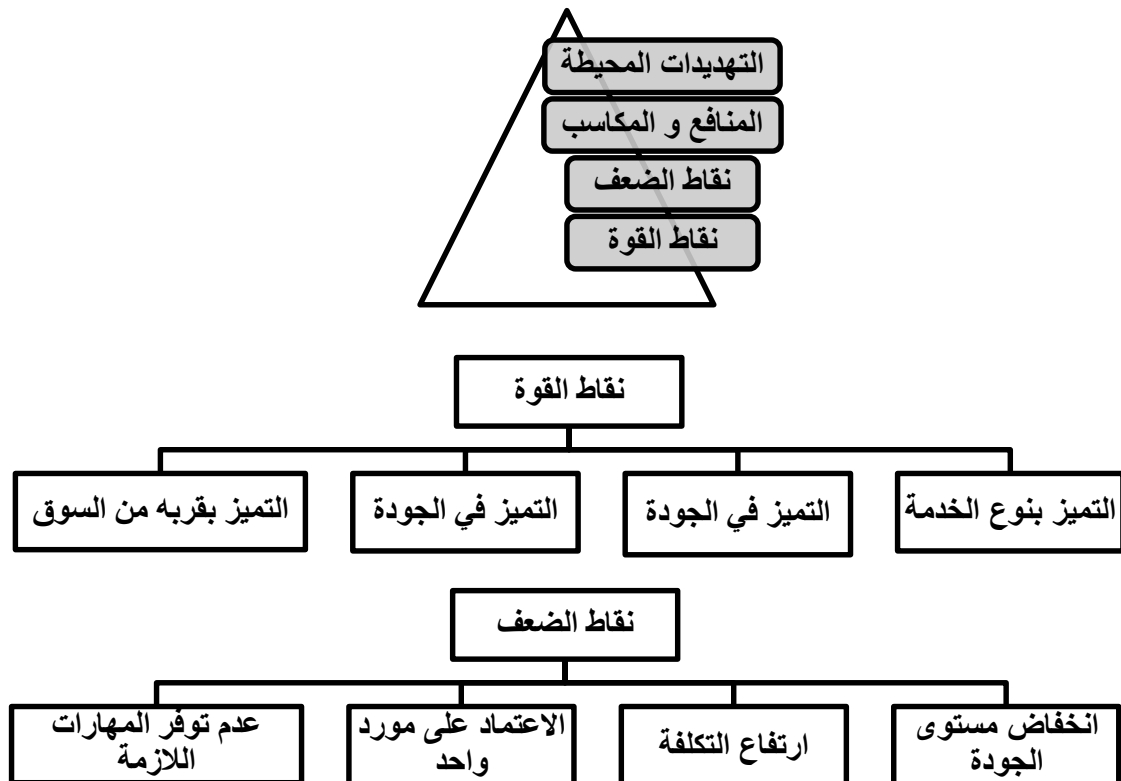 التهديدات المحيطة
المنافع و المكاسب
نقاط الضعف
نقاط القوة
نقاط القوة
التميز بنوع الخدمة
التميز في الجودة
التميز في الجودة
التميز بقربه من السوق
نقاط الضعف
انخفاض مستوى
الجودة
ارتفاع التكلفة
الاعتماد على مورد
واحد
عدم توفر المهارات
اللازمة